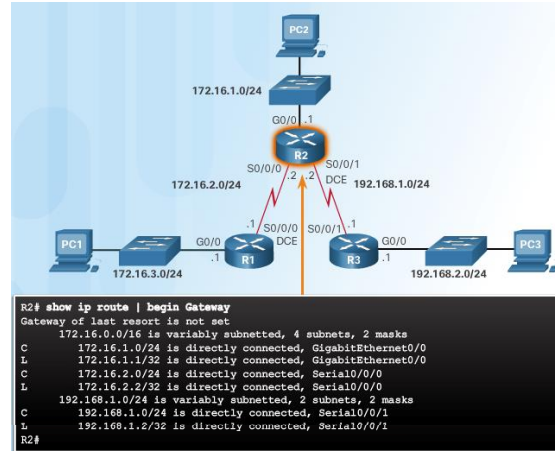 PC2
172.16.1.0/24
G0/0 .1
R2
S0/0/0 .2 .2 S0/0/1
DCE
172.16.2.0/24
192.168.1.0/24
.1 S0/0/0 S0/0/1 .1
DCE
PC1
G0/0
.1
R1
R3
G0/0
.1
PC3
172.16.3.0/24
192.168.2.0/24
R2# show ip route | begin Gateway
Gateway of last resort is not set
172.16.0.0/16 is variably subnetted, 4 subnets, 2 masks
C 172.16.1.0/24 is directly connected, GigabitEthernet0/0
L 172.16.1.1/32 is directly connected, GigabitEthernet0/0
C 172.16.2.0/24 is directly connected, Serial0/0/0
L 172.16.2.2/32 is directly connected, Serial0/0/0
192.168.1.0/24 is variably subnetted, 2 subnets, 2 masks
C 192.168.1.0/24 is directly connected, Serial0/0/1
L 192.168.1.2/32 is directly connected, Serial0/0/1
R2#